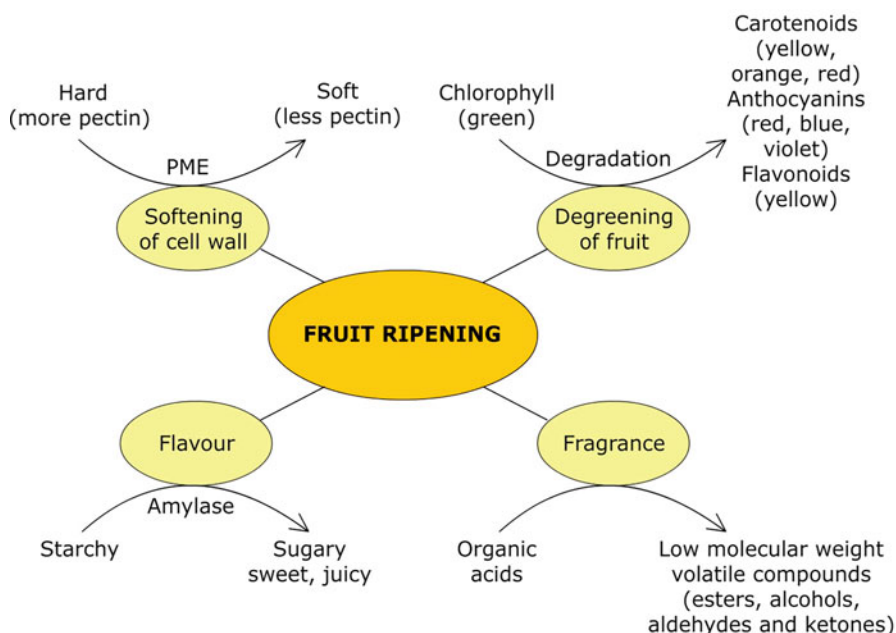 Hard
(more pectin)
Soft
(less pectin)
PME
Softening
of cell wall
Chlorophyll
(green)
Degradation
Carotenoids
(yellow,
orange, red)
Anthocyanins
(red, blue,
violet)
Flavonoids
(yellow)
Degreening
of fruit
FRUIT RIPENING
Flavour
Amylase
Starchy
Sugary
sweet, juicy
Fragrance
Organic
acids
Low molecular weight
volatile compounds
(esters, alcohols,
aldehydes and ketones)